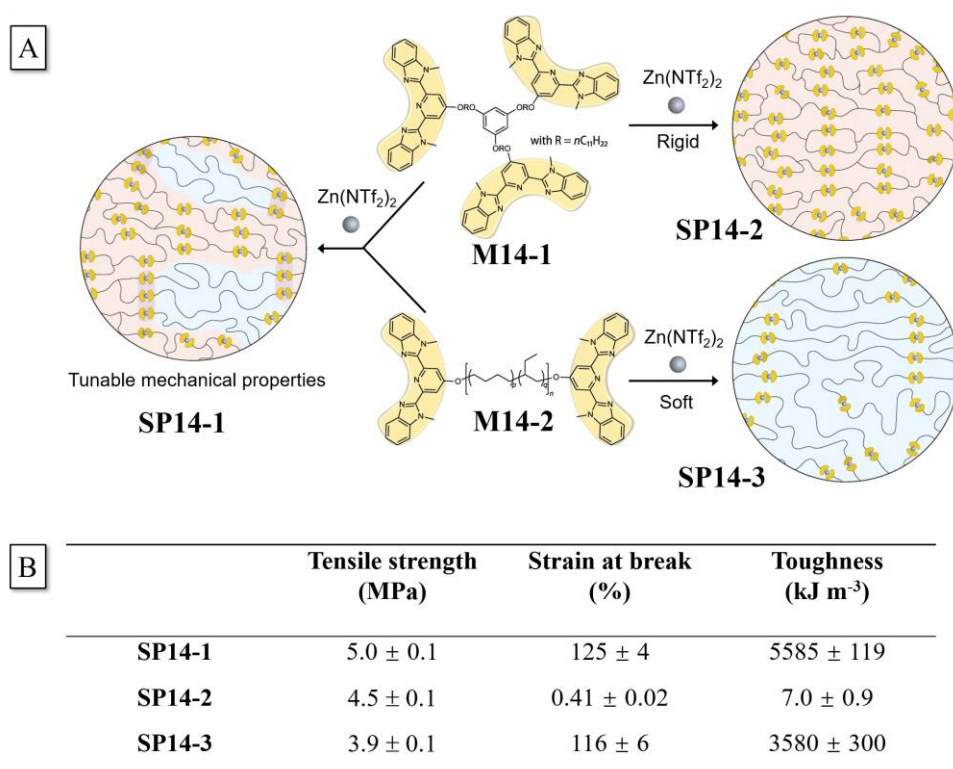 A
Zn(NTf₂)₂
Rigid
with R = nC₁₁H₂₂
Zn(NTf₂)₂
M14-1
SP14-2
Tunable mechanical properties
SP14-1
M14-2
Zn(NTf₂)₂
Soft
SP14-3
B
Tensile strength (MPa) Strain at break (%) Toughness (kJ m⁻³)
SP14-1 5.0 ± 0.1 125 ± 4 5585 ± 119
SP14-2 4.5 ± 0.1 0.41 ± 0.02 7.0 ± 0.9
SP14-3 3.9 ± 0.1 116 ± 6 3580 ± 300